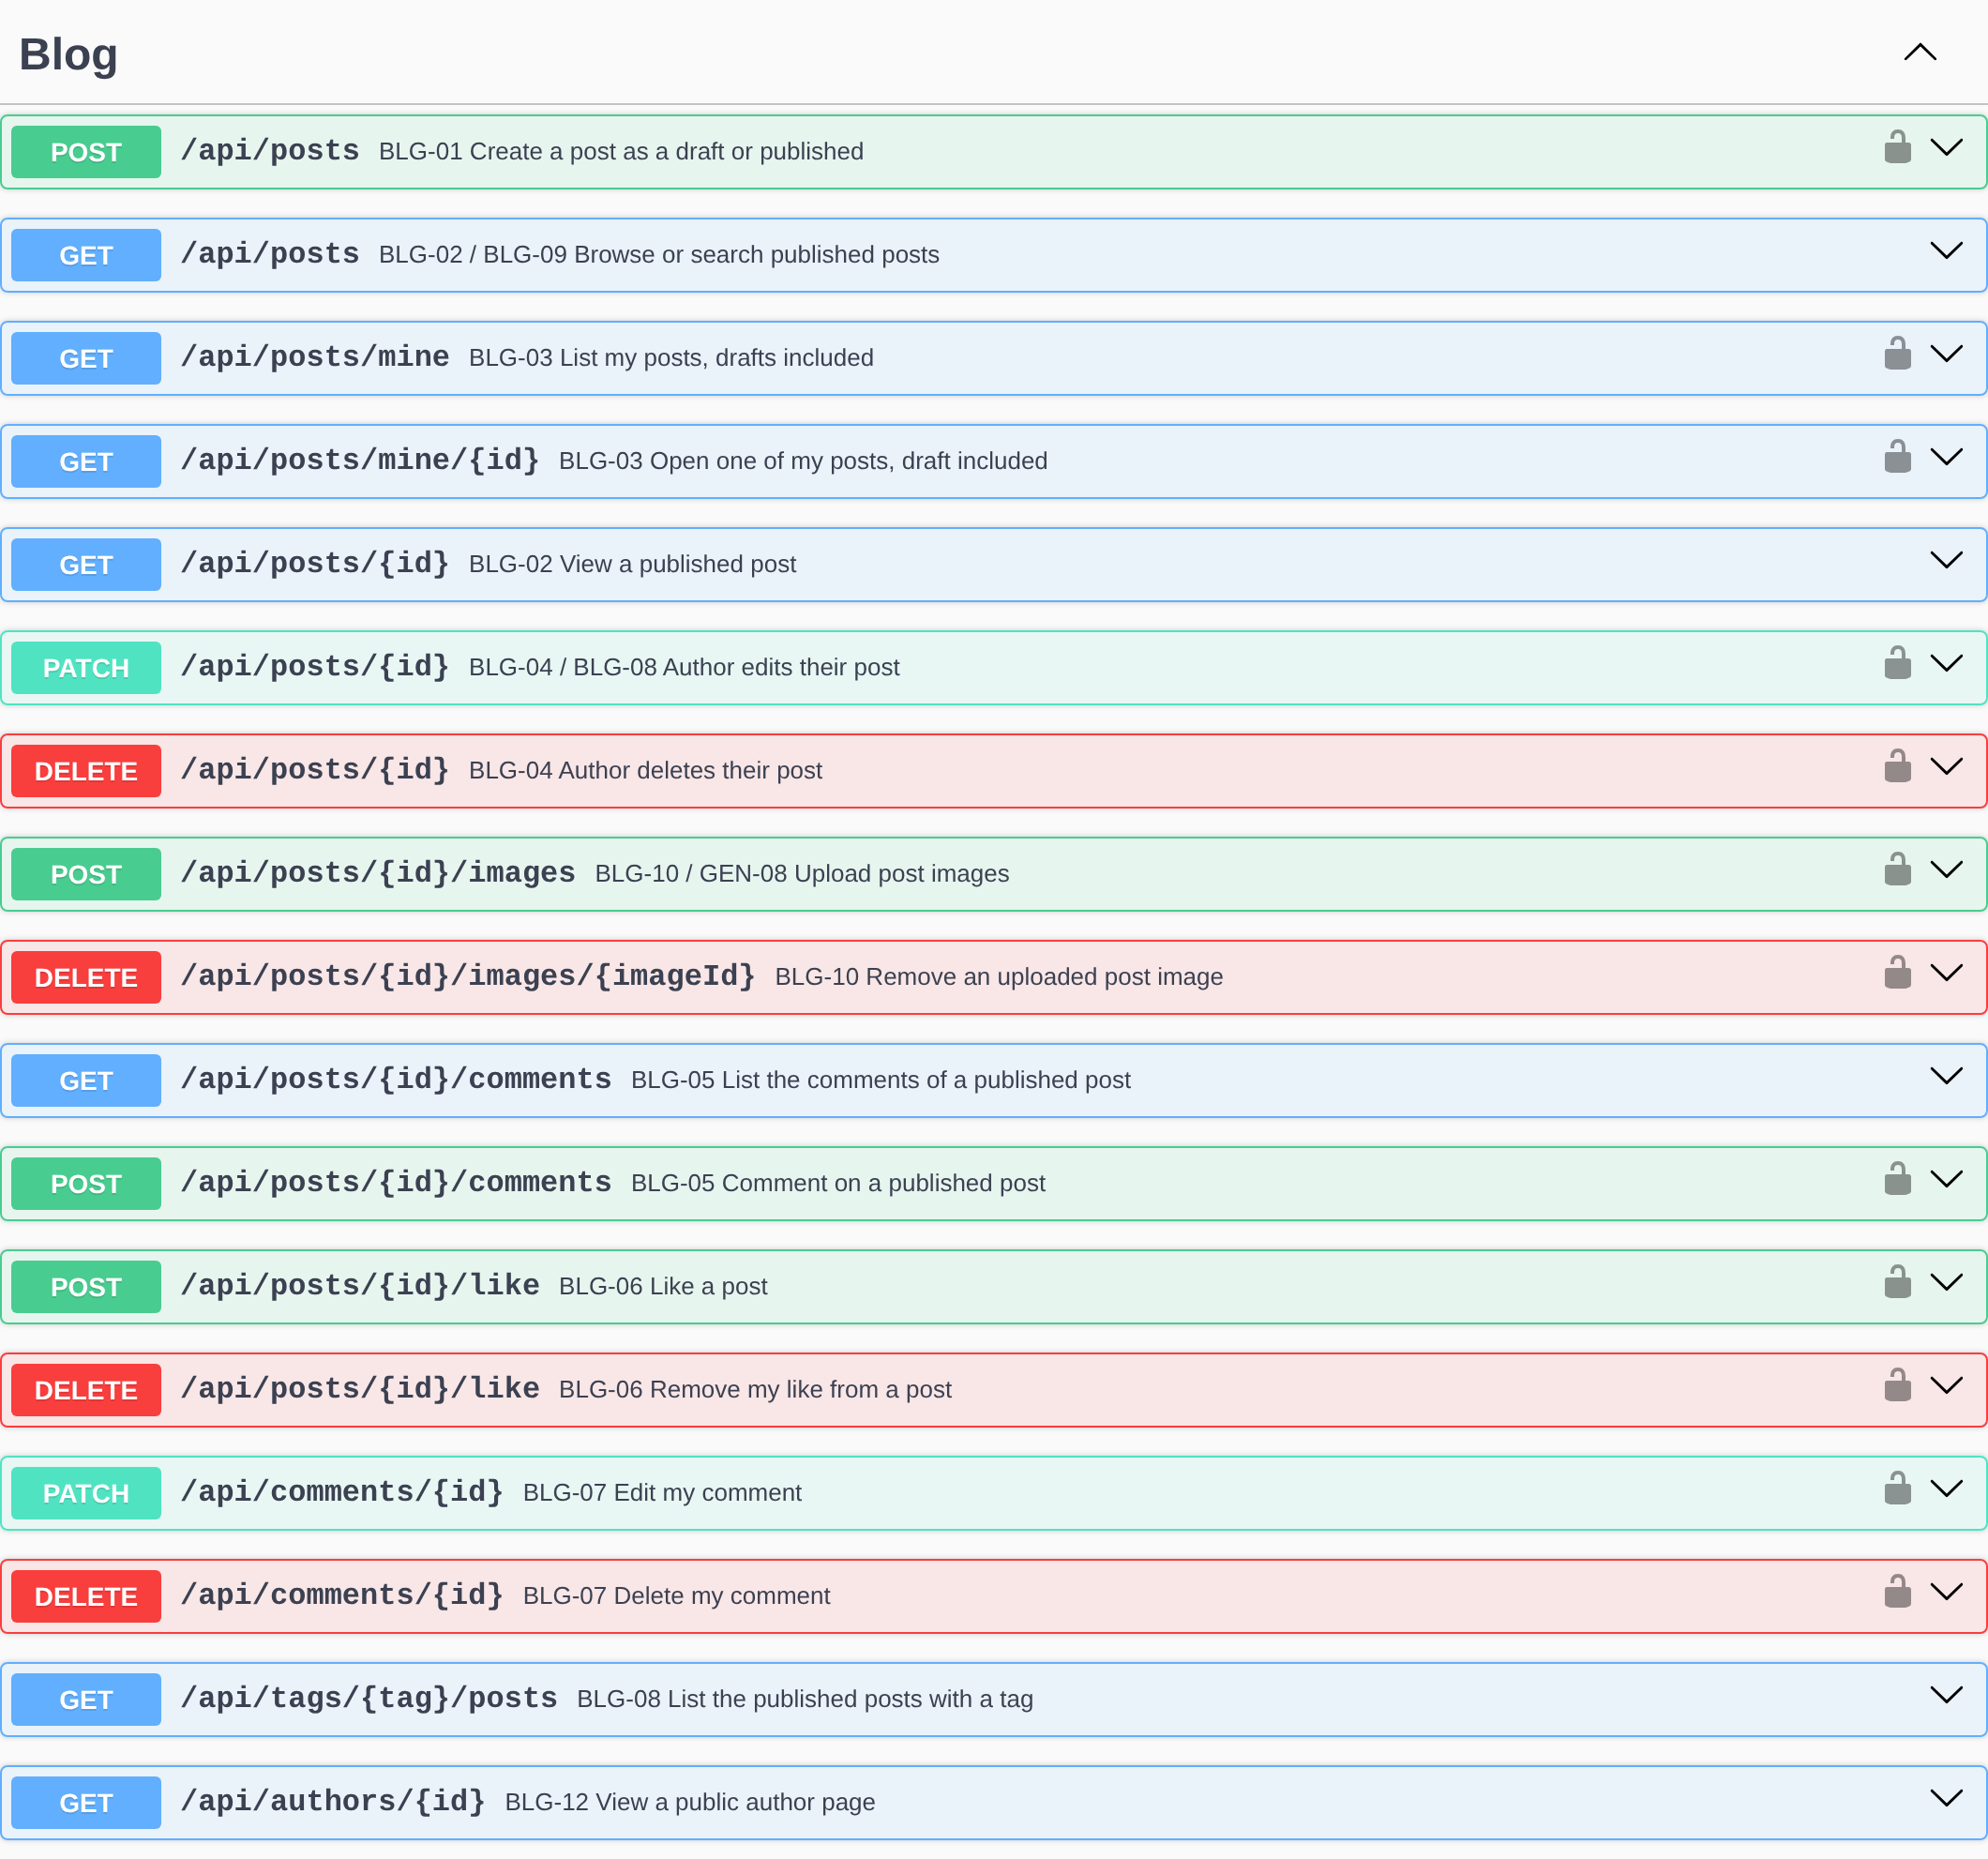 Blog
POST /api/posts BLG-01 Create a post as a draft or published
GET /api/posts BLG-02 / BLG-09 Browse or search published posts
GET /api/posts/mine BLG-03 List my posts, drafts included
GET /api/posts/mine/{id} BLG-03 Open one of my posts, draft included
GET /api/posts/{id} BLG-02 View a published post
PATCH /api/posts/{id} BLG-04 / BLG-08 Author edits their post
DELETE /api/posts/{id} BLG-04 Author deletes their post
POST /api/posts/{id}/images BLG-10 / GEN-08 Upload post images
DELETE /api/posts/{id}/images/{imageId} BLG-10 Remove an uploaded post image
GET /api/posts/{id}/comments BLG-05 List the comments of a published post
POST /api/posts/{id}/comments BLG-05 Comment on a published post
POST /api/posts/{id}/like BLG-06 Like a post
DELETE /api/posts/{id}/like BLG-06 Remove my like from a post
PATCH /api/comments/{id} BLG-07 Edit my comment
DELETE /api/comments/{id} BLG-07 Delete my comment
GET /api/tags/{tag}/posts BLG-08 List the published posts with a tag
GET /api/authors/{id} BLG-12 View a public author page